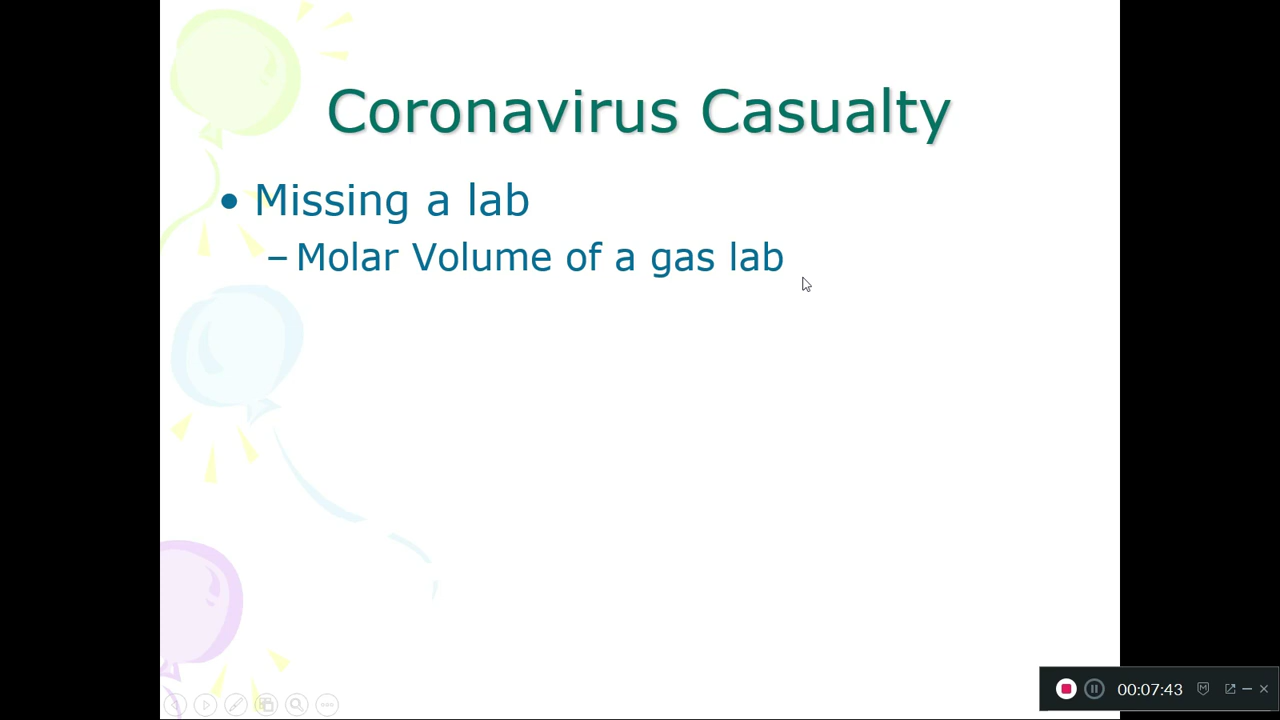 Coronavirus Casualty
• Missing a lab
– Molar Volume of a gas lab
00:07:43